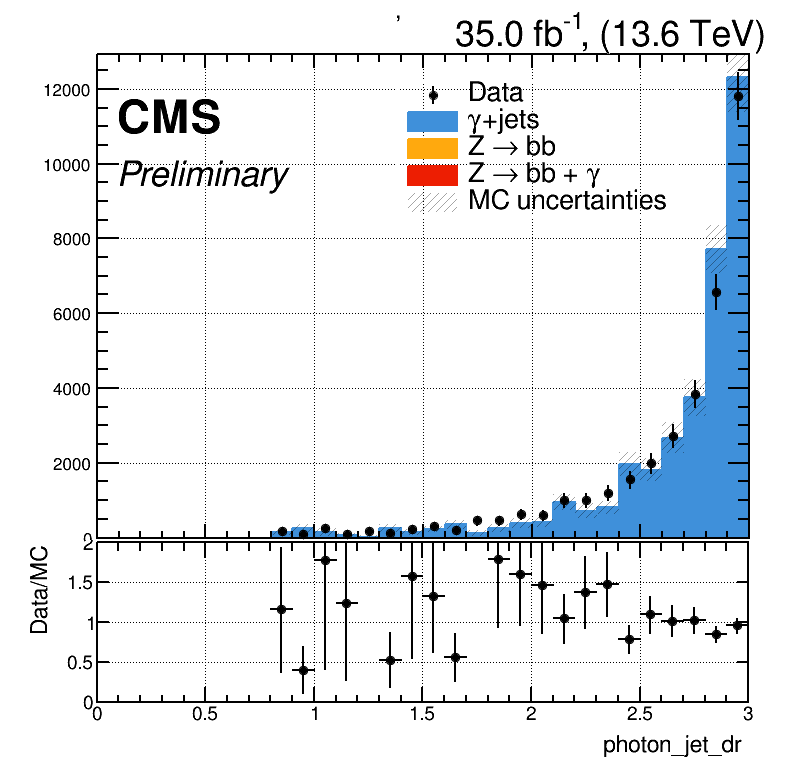 ,
35.0 fb-1, (13.6 TeV)
CMS
Preliminary
Data
γ+jets
Z → bb
Z → bb + γ
MC uncertainties
12000
10000
8000
6000
4000
2000
0
Data/MC
2
1.5
1
0.5
0
0 0.5 1 1.5 2 2.5 3
photon_jet_dr